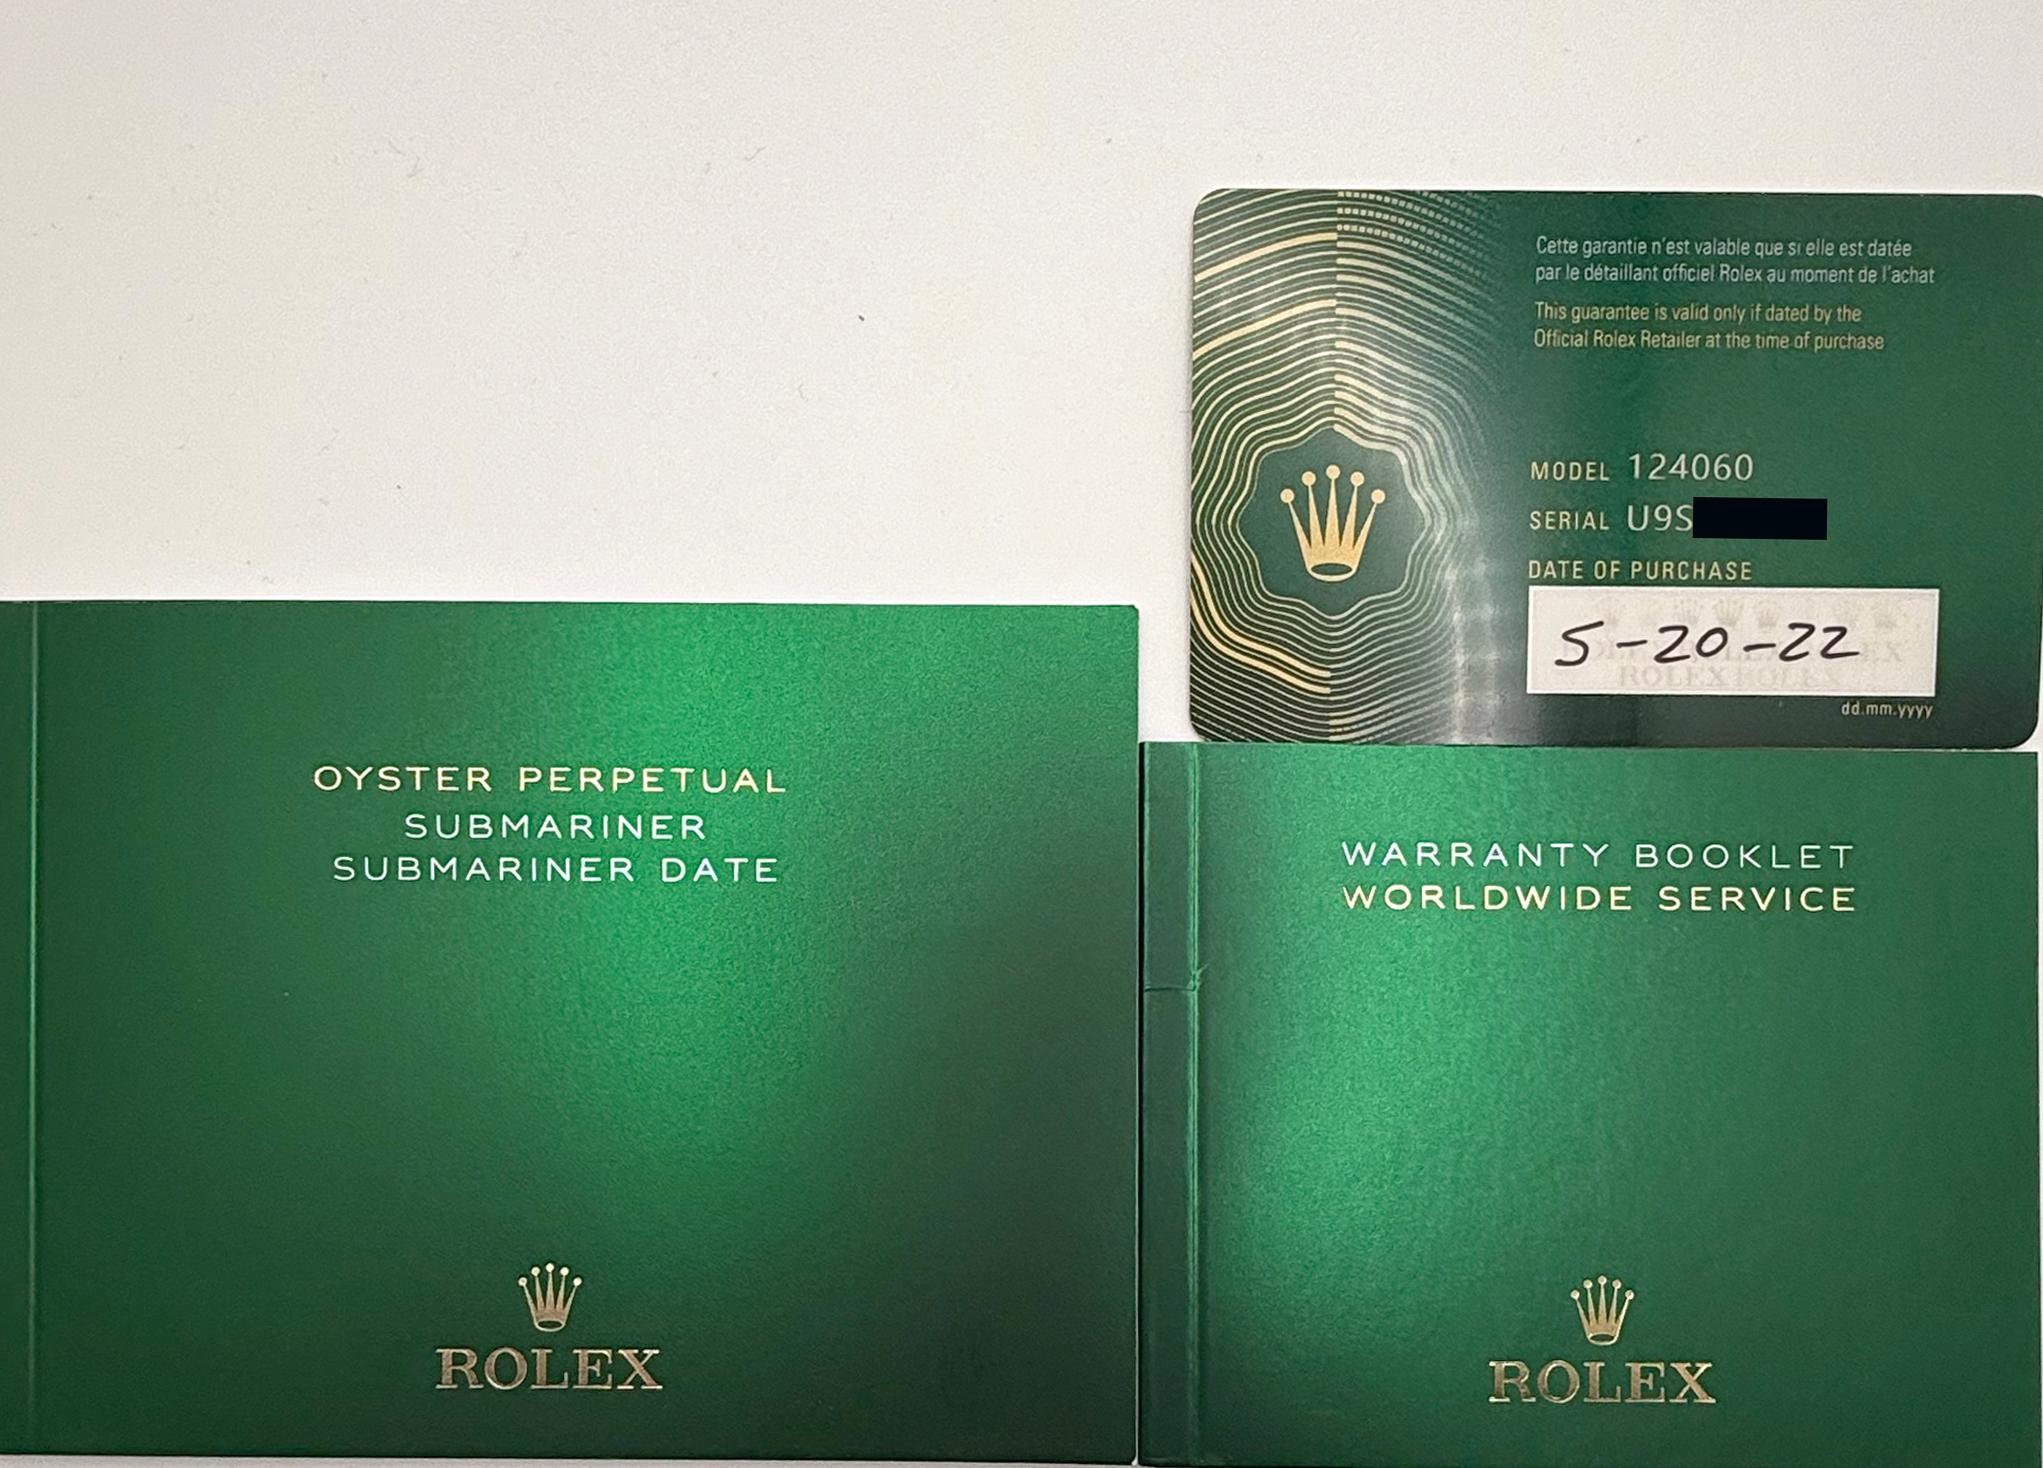 Cette garantie n'est valable que si elle est datée
par le détaillant officiel Rolex au moment de l'achat
This guarantee is valid only if dated by the
Official Rolex Retailer at the time of purchase
MODEL 124060
SERIAL U9S
DATE OF PURCHASE
5-20-22
ROLEX ROLEX
dd.mm.yyyy
OYSTER PERPETUAL
SUBMARINER
SUBMARINER DATE
ROLEX
WARRANTY BOOKLET
WORLDWIDE SERVICE
ROLEX